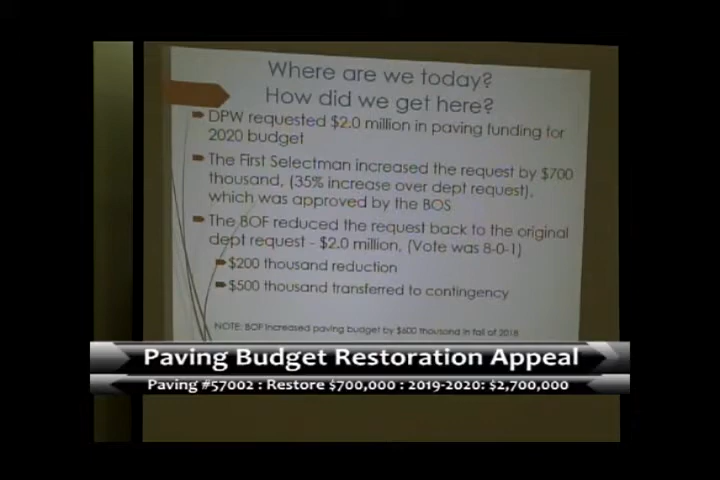 Where are we today?
How did we get here?
DPW requested $2.0 million in paving funding for
2020 budget
The First Selectman increased the request by $700
thousand, (35% increase over dept request),
which was approved by the BOS
The BOF reduced the request back to the original
dept request - $2.0 million, (Vote was 8-0-1)
$200 thousand reduction
$500 thousand transferred to contingency
NOTE: BOF increased paving budget by $600 thousand in fall of 2018
Paving Budget Restoration Appeal
Paving #57002 : Restore $700,000 : 2019-2020: $2,700,000